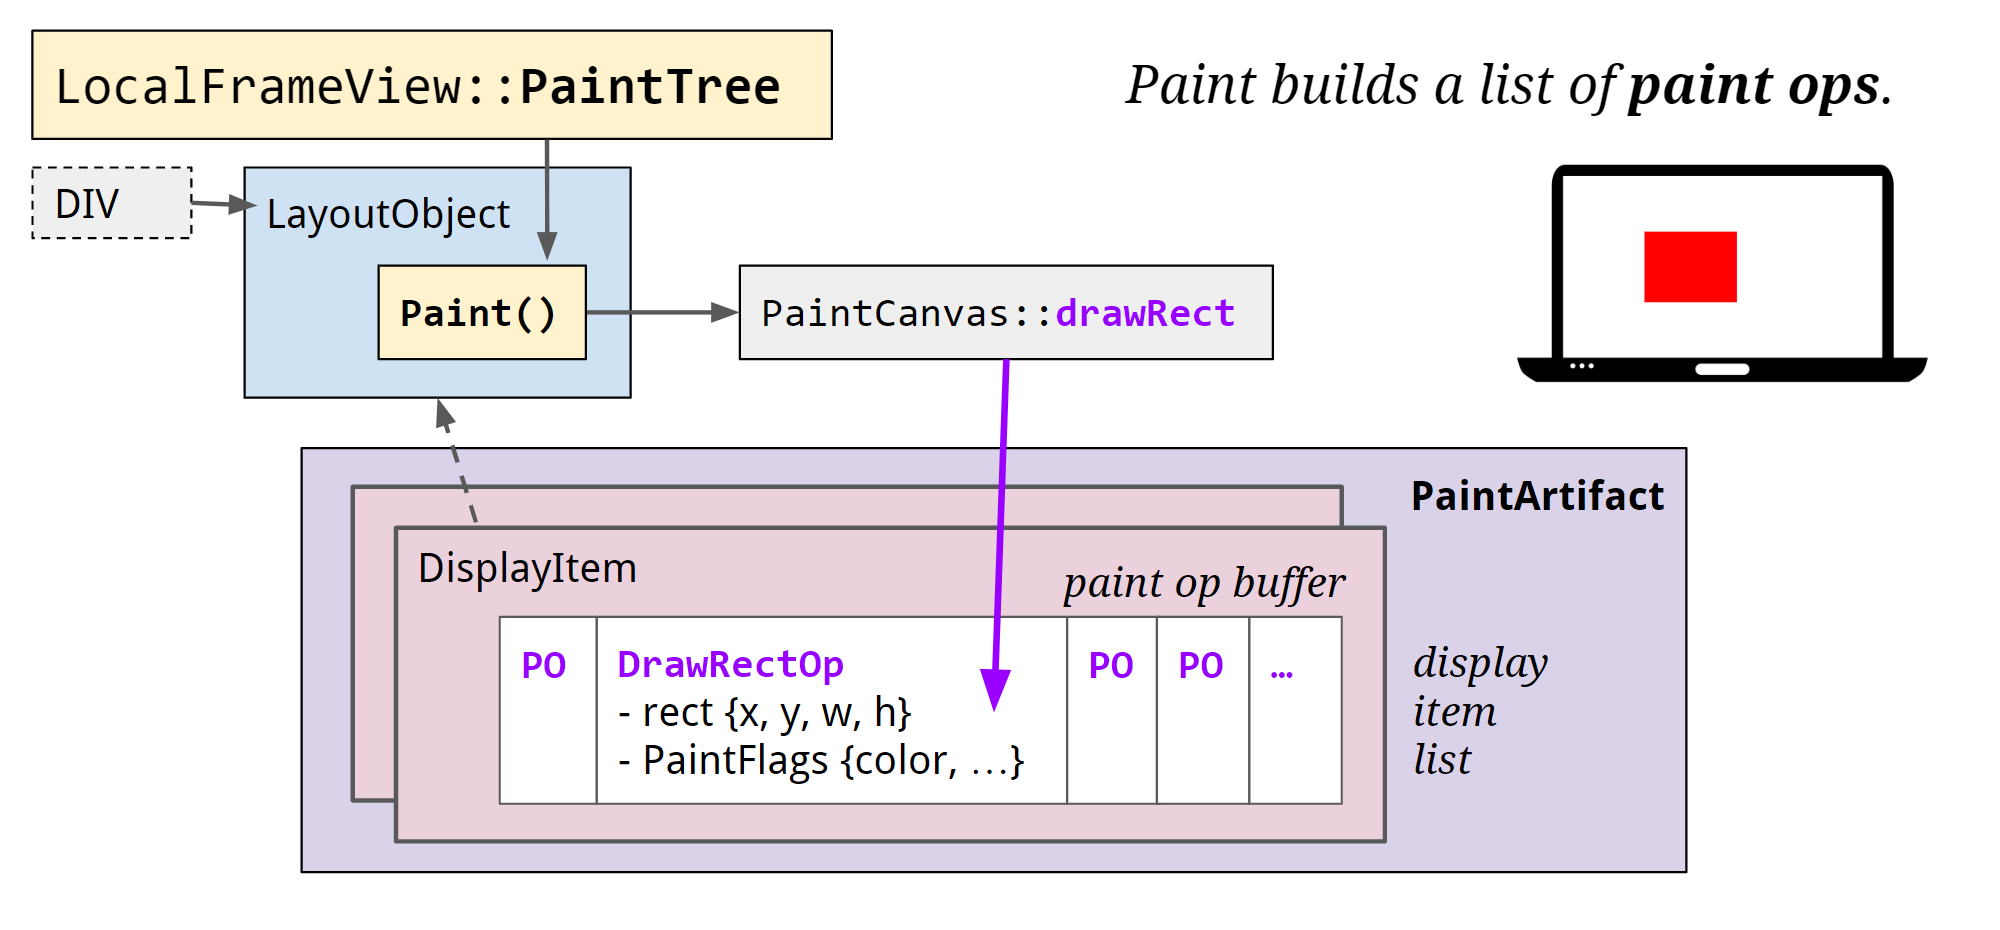 LocalFrameView::PaintTree
Paint builds a list of paint ops.
DIV
LayoutObject
Paint()
PaintCanvas::drawRect
PaintArtifact
DisplayItem
paint op buffer
PO
DrawRectOp
- rect {x, y, w, h}
- PaintFlags {color, ...}
PO
PO
...
display
item
list